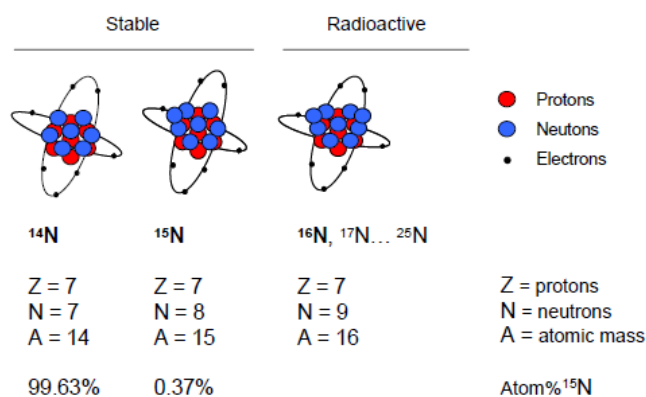 Stable Radioactive
Protons
Neutons
Electrons
¹⁴N ¹⁵N ¹⁶N, ¹⁷N... ²⁵N
Z = 7 Z = 7 Z = 7 Z = protons
N = 7 N = 8 N = 9 N = neutrons
A = 14 A = 15 A = 16 A = atomic mass
99.63% 0.37% Atom%¹⁵N